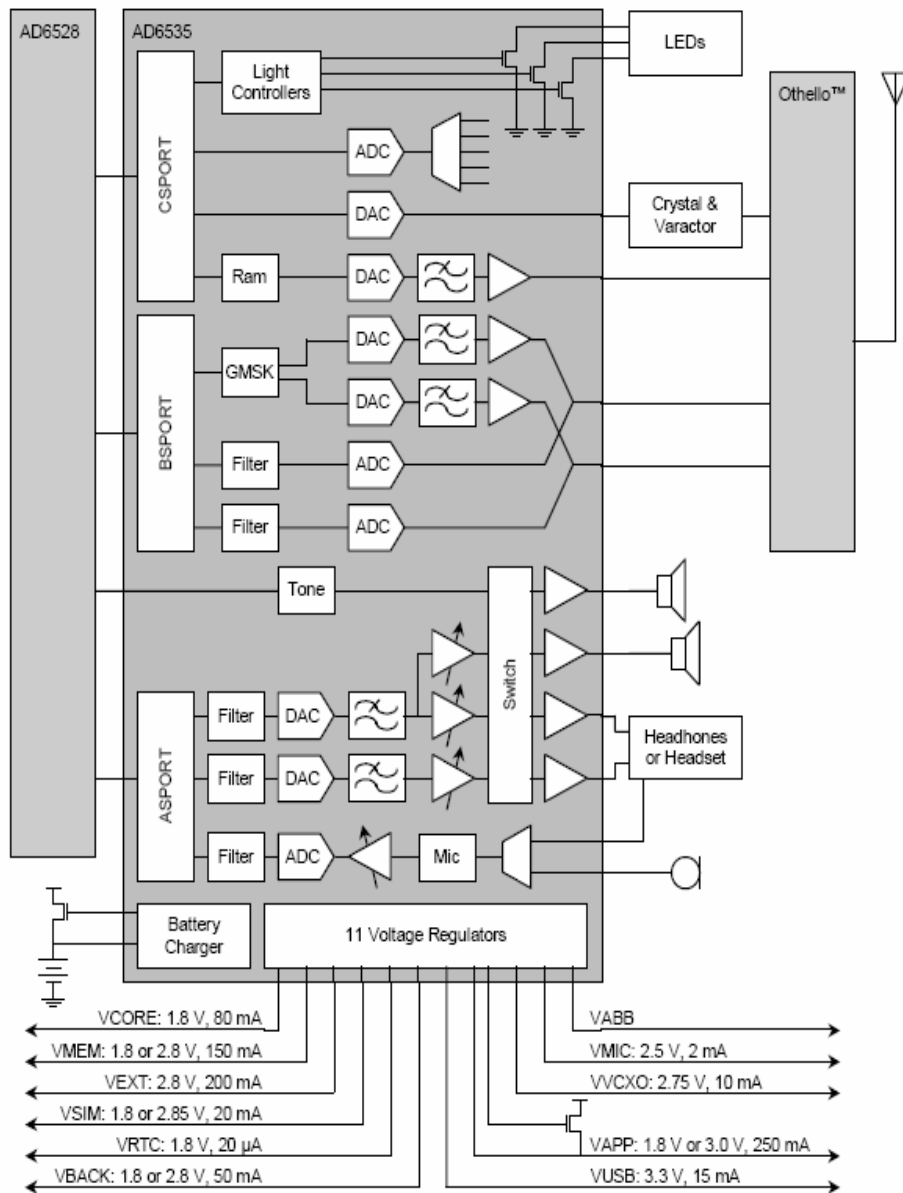 AD6528
AD6535
LEDs
Light
Controllers
Othello™
CSPORT
ADC
DAC
Crystal &
Varactor
Ram
DAC
DAC
GMSK
DAC
BSPORT
Filter
ADC
Filter
ADC
Tone
Switch
Filter
DAC
ASPORT
Filter
DAC
Headhones
or Headset
Filter
ADC
Mic
Battery
Charger
11 Voltage Regulators
VCORE: 1.8 V, 80 mA
VABB
VMEM: 1.8 or 2.8 V, 150 mA
VMIC: 2.5 V, 2 mA
VEXT: 2.8 V, 200 mA
VVCXO: 2.75 V, 10 mA
VSIM: 1.8 or 2.85 V, 20 mA
VRTC: 1.8 V, 20 µA
VAPP: 1.8 V or 3.0 V, 250 mA
VBACK: 1.8 or 2.8 V, 50 mA
VUSB: 3.3 V, 15 mA